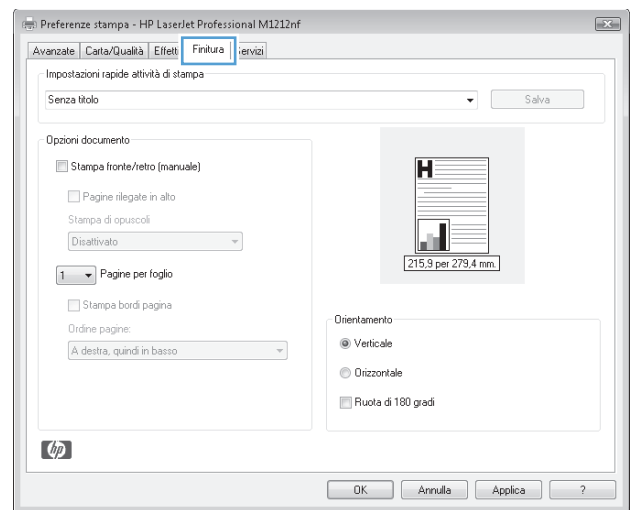 Preferenze stampa - HP LaserJet Professional M1212nf
Avanzate Carta/Qualità Effetti Finitura Servizi
Impostazioni rapide attività di stampa
Senza titolo Salva
Opzioni documento
Stampa fronte/retro (manuale)
Pagine rilegate in alto
Stampa di opuscoli
Disattivato
1 Pagine per foglio
Stampa bordi pagina
Ordine pagine:
A destra, quindi in basso
H
215,9 per 279,4 mm.
Orientamento
Verticale
Orizzontale
Ruota di 180 gradi
hp
OK Annulla Applica ?